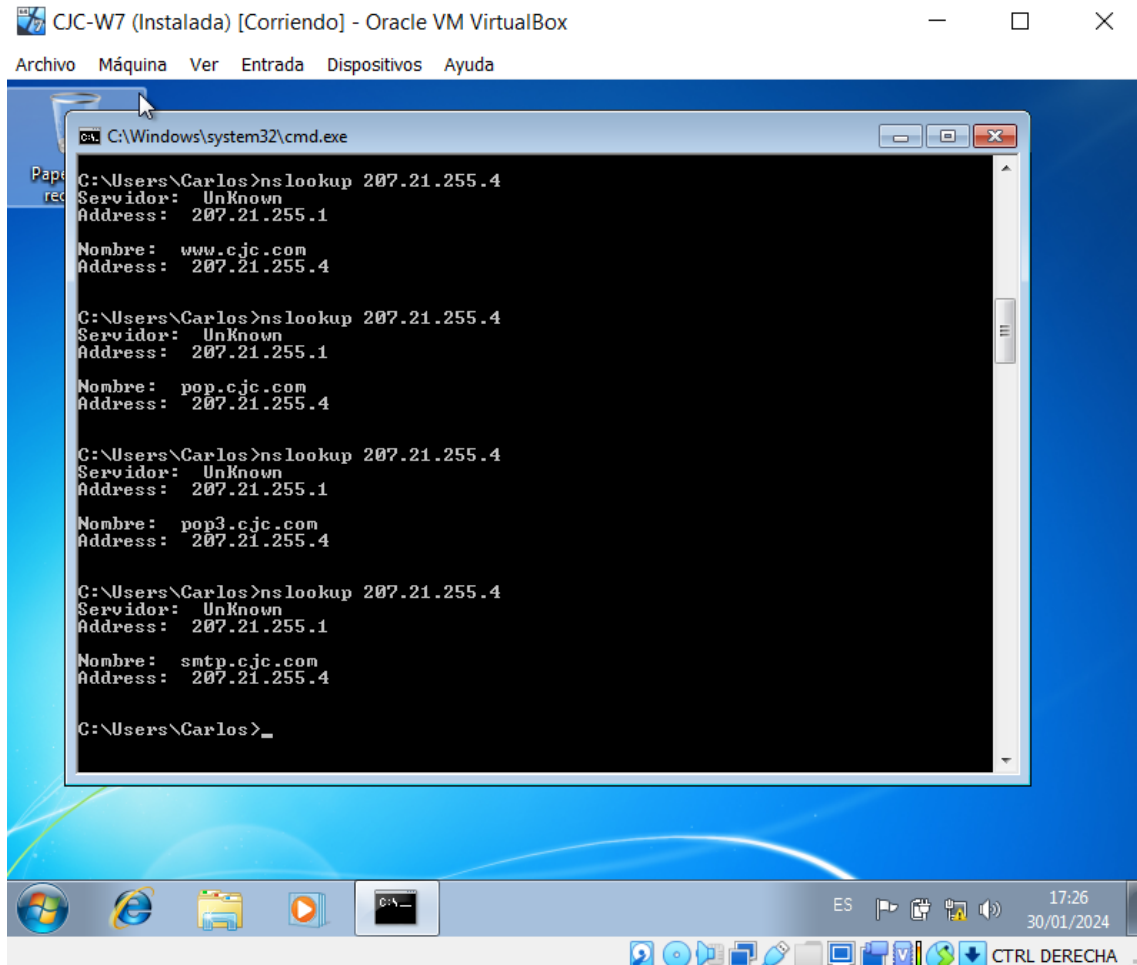 CJC-W7 (Instalada) [Corriendo] - Oracle VM VirtualBox
Archivo Máquina Ver Entrada Dispositivos Ayuda
C:\Windows\system32\cmd.exe
C:\Users\Carlos>nslookup 207.21.255.4
Servidor: UnKnown
Address: 207.21.255.1
Nombre: www.cjc.com
Address: 207.21.255.4
C:\Users\Carlos>nslookup 207.21.255.4
Servidor: UnKnown
Address: 207.21.255.1
Nombre: pop.cjc.com
Address: 207.21.255.4
C:\Users\Carlos>nslookup 207.21.255.4
Servidor: UnKnown
Address: 207.21.255.1
Nombre: pop3.cjc.com
Address: 207.21.255.4
C:\Users\Carlos>nslookup 207.21.255.4
Servidor: UnKnown
Address: 207.21.255.1
Nombre: smtp.cjc.com
Address: 207.21.255.4
C:\Users\Carlos>_
ES
17:26
30/01/2024
CTRL DERECHA